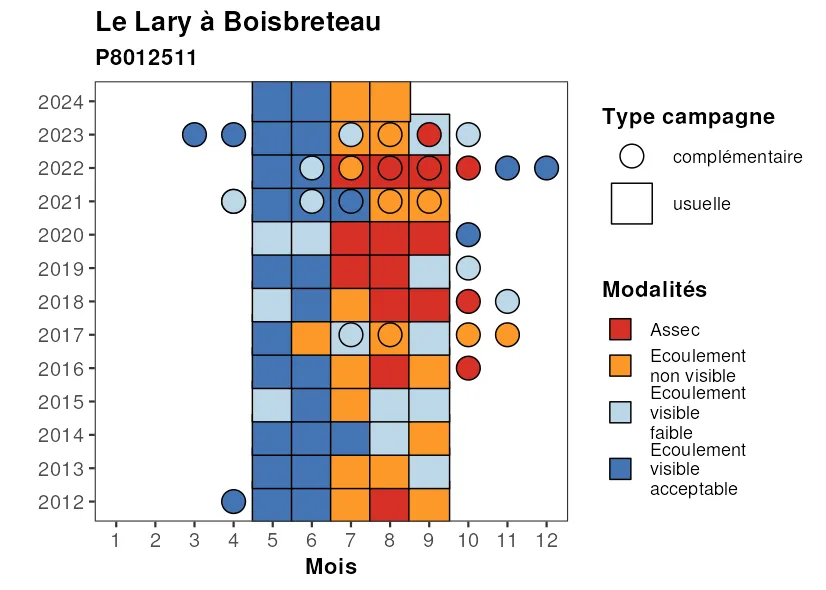 Le Lary à Boisbreteau
P8012511
2024
2023
2022
2021
2020
2019
2018
2017
2016
2015
2014
2013
2012
1 2 3 4 5 6 7 8 9 10 11 12
Mois
Type campagne
complémentaire
usuelle
Modalités
Assec
Ecoulement
non visible
Ecoulement
visible
faible
Ecoulement
visible
acceptable